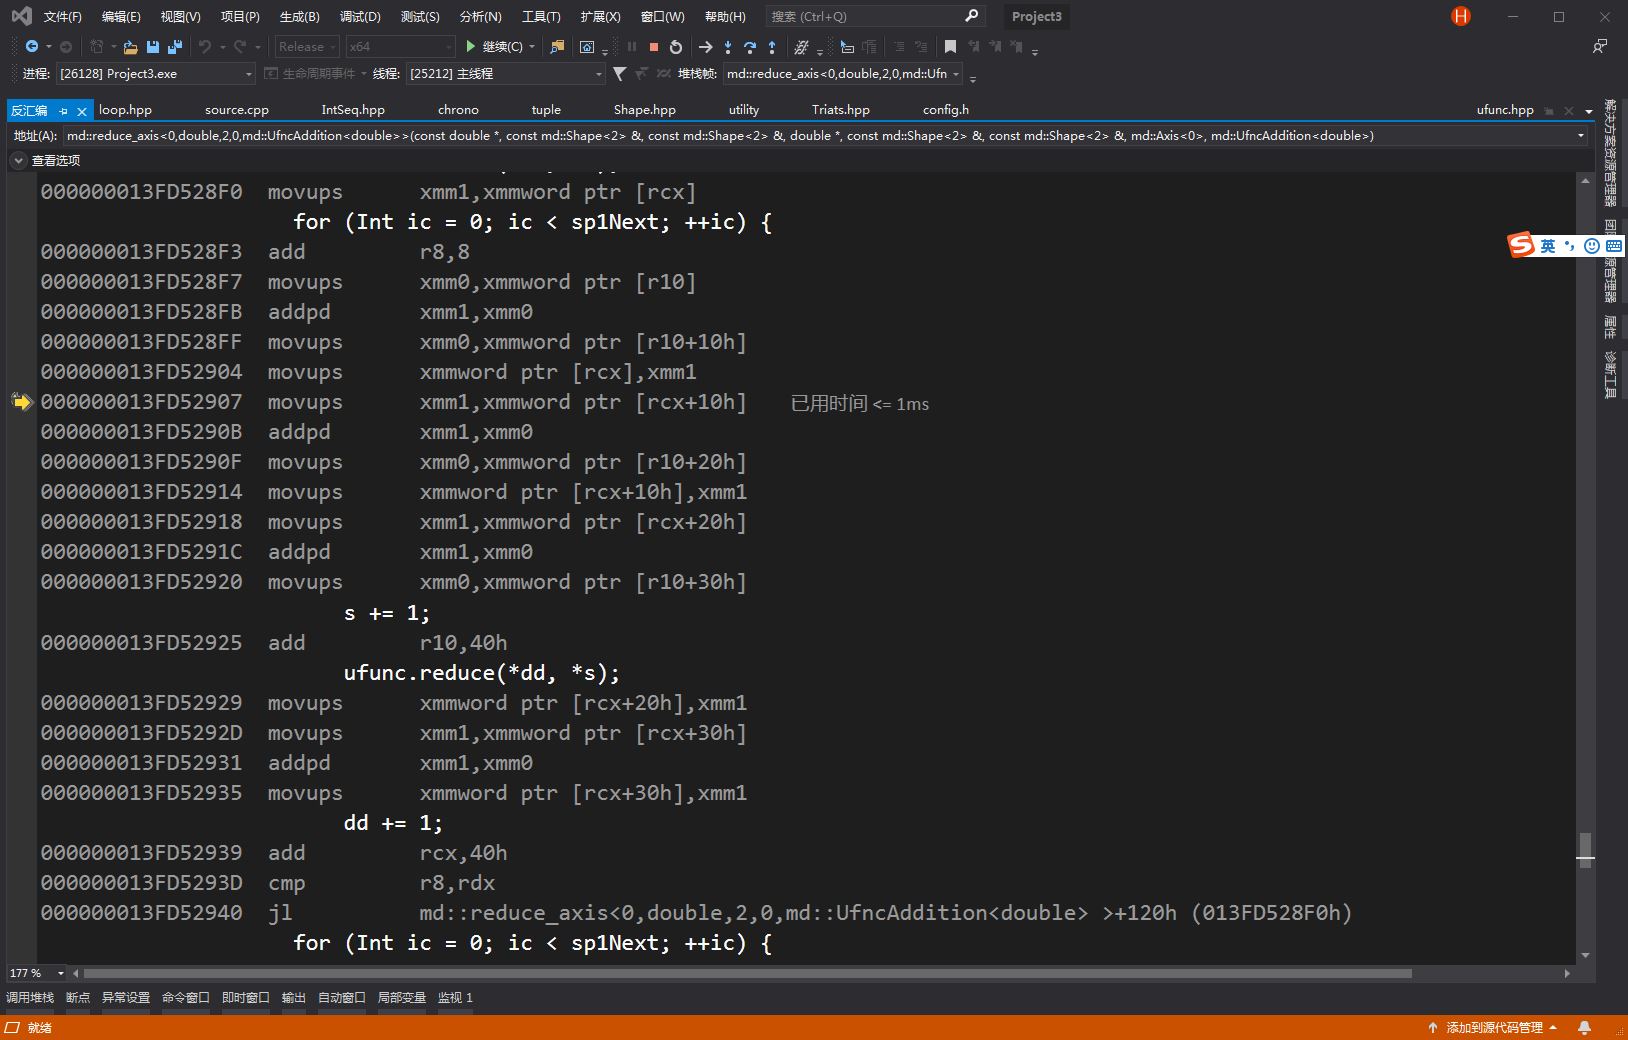 文件(F) 编辑(E) 视图(V) 项目(P) 生成(B) 调试(D) 测试(S) 分析(N) 工具(T) 扩展(X) 窗口(W) 帮助(H) 搜索 (Ctrl+Q) Project3 H
Release x64 继续(C)
进程: [26128] Project3.exe 生命周期事件 线程: [25212] 主线程 堆栈帧: md::reduce_axis<0,double,2,0,md::Ufn
反汇编 loop.hpp source.cpp IntSeq.hpp chrono tuple Shape.hpp utility Triats.hpp config.h ufunc.hpp
地址(A): md::reduce_axis<0,double,2,0,md::UfncAddition<double>>(const double *, const md::Shape<2> &, const md::Shape<2> &, double *, const md::Shape<2> &, const md::Shape<2> &, md::Axis<0>, md::UfncAddition<double>)
查看选项
000000013FD528F0 movups xmm1,xmmword ptr [rcx]
for (Int ic = 0; ic < sp1Next; ++ic) {
000000013FD528F3 add r8,8
000000013FD528F7 movups xmm0,xmmword ptr [r10]
000000013FD528FB addpd xmm1,xmm0
000000013FD528FF movups xmm0,xmmword ptr [r10+10h]
000000013FD52904 movups xmmword ptr [rcx],xmm1
000000013FD52907 movups xmm1,xmmword ptr [rcx+10h] 已用时间 <= 1ms
000000013FD5290B addpd xmm1,xmm0
000000013FD5290F movups xmm0,xmmword ptr [r10+20h]
000000013FD52914 movups xmmword ptr [rcx+10h],xmm1
000000013FD52918 movups xmm1,xmmword ptr [rcx+20h]
000000013FD5291C addpd xmm1,xmm0
000000013FD52920 movups xmm0,xmmword ptr [r10+30h]
s += 1;
000000013FD52925 add r10,40h
ufunc.reduce(*dd, *s);
000000013FD52929 movups xmmword ptr [rcx+20h],xmm1
000000013FD5292D movups xmm1,xmmword ptr [rcx+30h]
000000013FD52931 addpd xmm1,xmm0
000000013FD52935 movups xmmword ptr [rcx+30h],xmm1
dd += 1;
000000013FD52939 add rcx,40h
000000013FD5293D cmp r8,rdx
000000013FD52940 jl md::reduce_axis<0,double,2,0,md::UfncAddition<double> >+120h (013FD528F0h)
for (Int ic = 0; ic < sp1Next; ++ic) {
177 %
调用堆栈 断点 异常设置 命令窗口 即时窗口 输出 自动窗口 局部变量 监视 1
就绪 添加到源代码管理
解决方案资源管理器
源管理器
属性
诊断工具
S 英